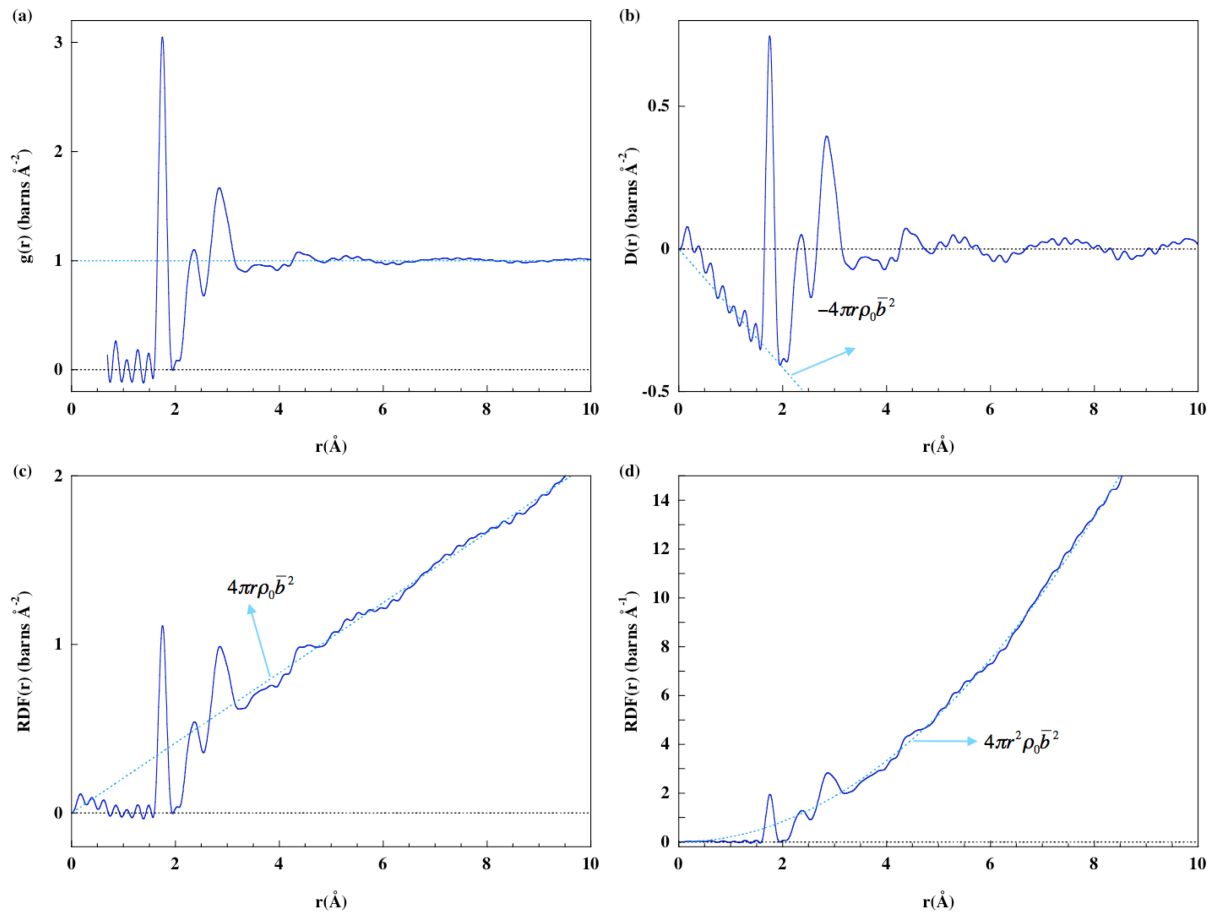 (a)
g(r) (barns Å⁻²)
3
2
1
0
0 2 4 6 8 10
r(Å)
(b)
D(r) (barns Å⁻²)
0.5
0
-0.5
−4πrρ₀b̄²
0 2 4 6 8 10
r(Å)
(c)
RDF(r) (barns Å⁻²)
2
1
0
4πrρ₀b̄²
0 2 4 6 8 10
r(Å)
(d)
RDF(r) (barns Å⁻¹)
14
12
10
8
6
4
2
0
4πr²ρ₀b̄²
0 2 4 6 8 10
r(Å)